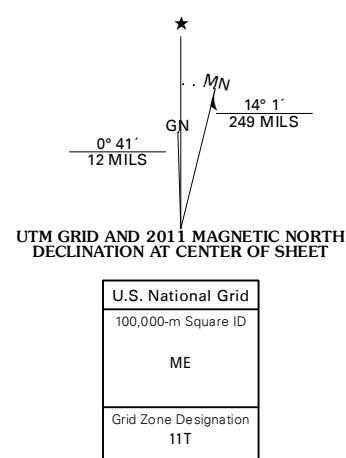 ★
MN
GN
14° 1´
249 MILS
0° 41´
12 MILS
UTM GRID AND 2011 MAGNETIC NORTH
DECLINATION AT CENTER OF SHEET
U.S. National Grid
100,000-m Square ID
ME
Grid Zone Designation
11T